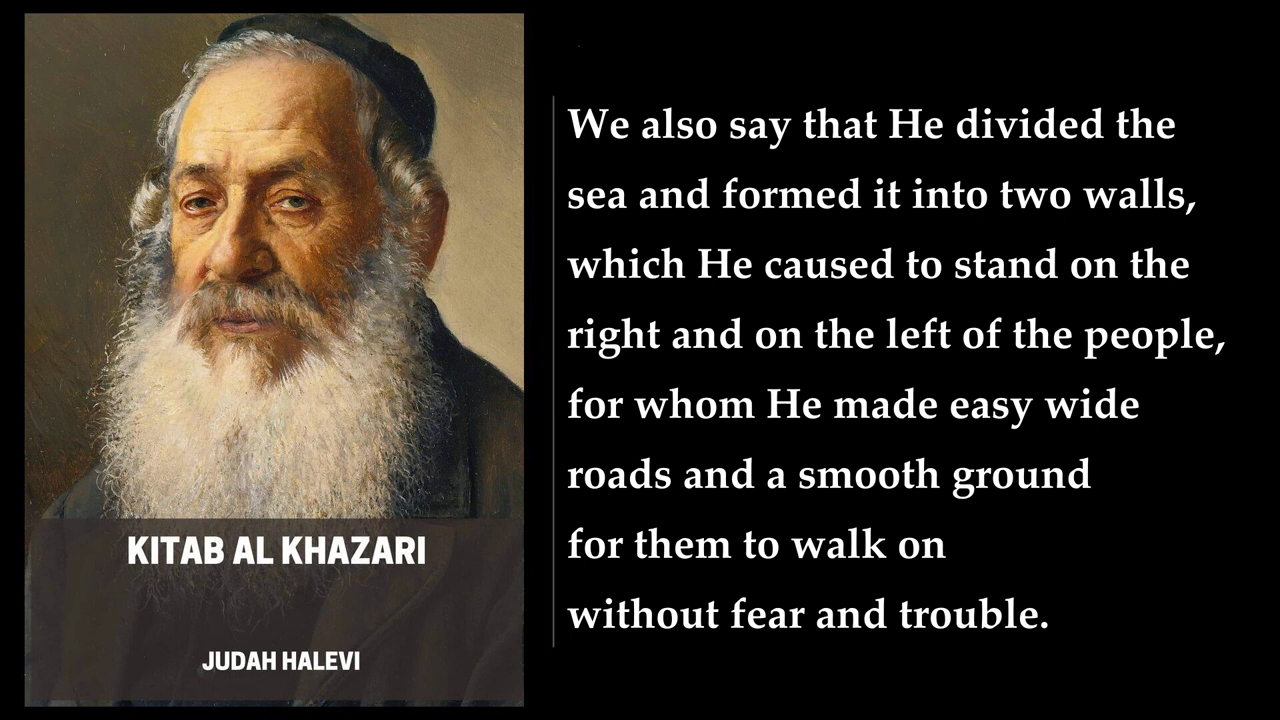 KITAB AL KHAZARI
JUDAH HALEVI
We also say that He divided the
sea and formed it into two walls,
which He caused to stand on the
right and on the left of the people,
for whom He made easy wide
roads and a smooth ground
for them to walk on
without fear and trouble.